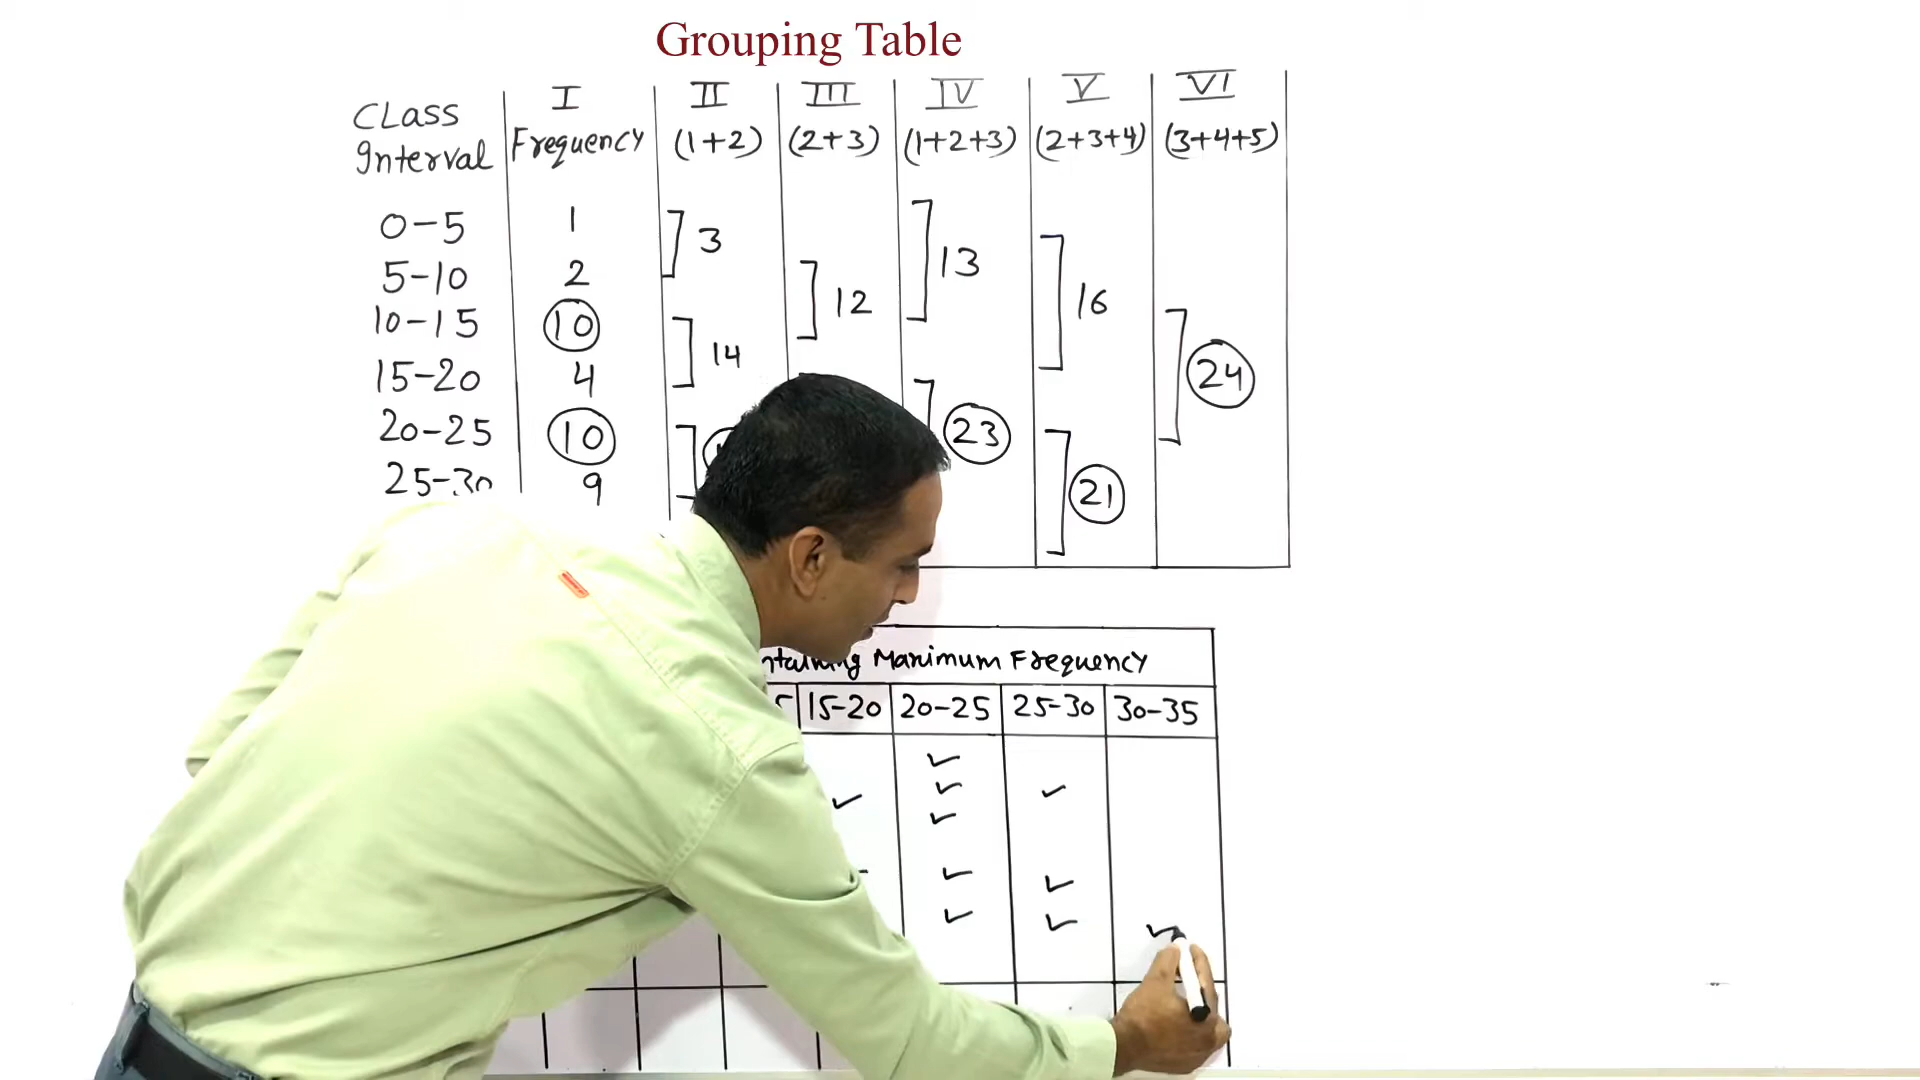 Grouping Table
I II III IV V VI
Class Interval Frequency (1+2) (2+3) (1+2+3) (2+3+4) (3+4+5)
0-5 1 3 13
5-10 2 12 16
10-15 10
15-20 4 14 24
20-25 10 23
25-30 9 21
Manimum Frequency
15-20 20-25 25-30 30-35
✓
✓ ✓ ✓
✓
✓ ✓
✓ ✓ ✓